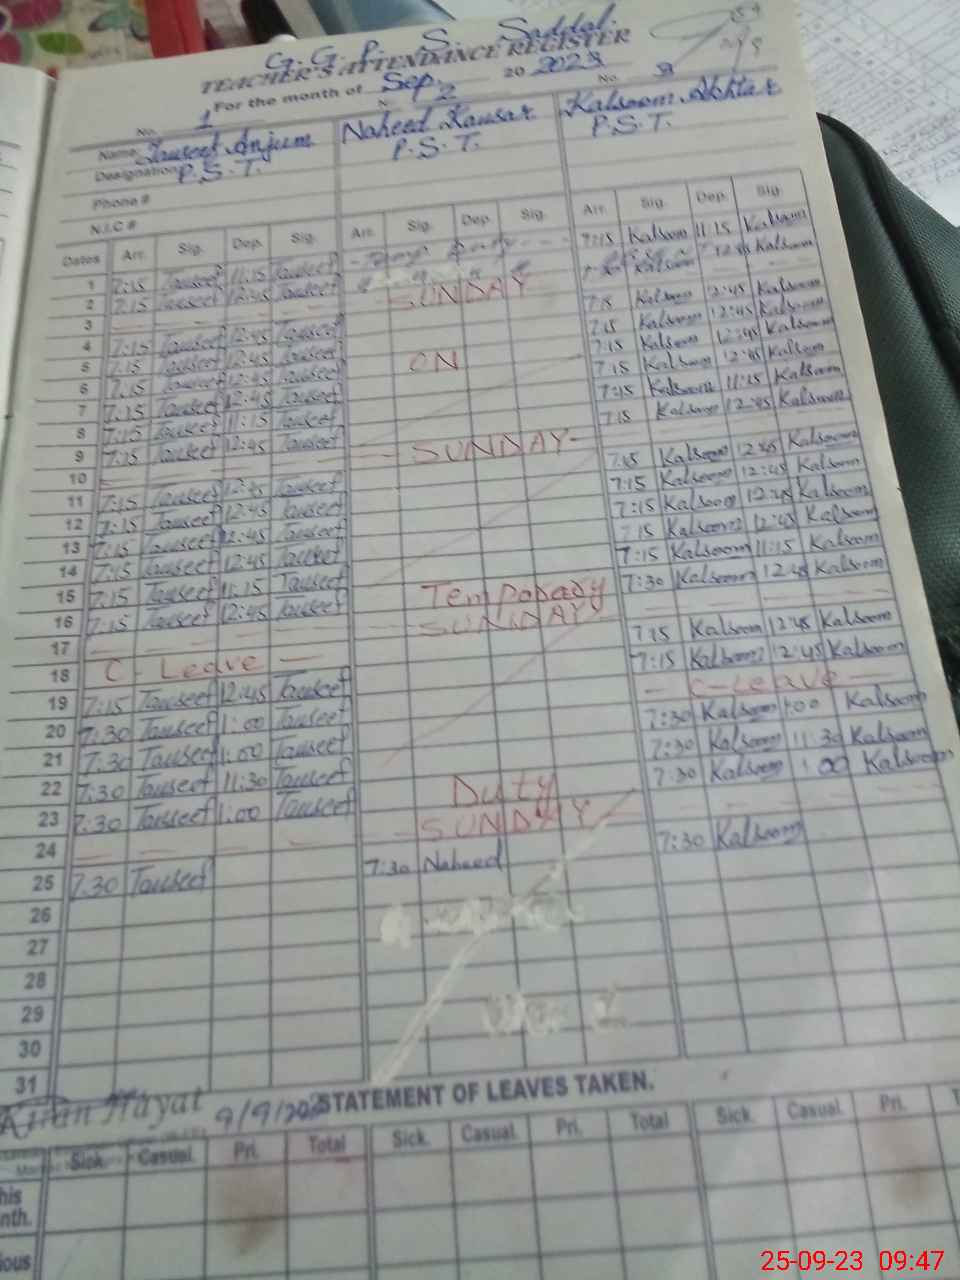 G. G. P. S. Saddal.
TEACHER'S ATTENDANCE REGISTER
For the month of Sep. 2023
No. 1 N 2 No. 3
Name Tauseef Anjum Naheed Kausar Kalsoom Akhtar
Designation P.S.T. P.S.T. P.S.T.
Phone #
N.I.C #
Dates Arr. Sig. Dep. Sig. Arr. Sig. Dep. Sig. Arr. Sig. Dep. Sig.
1 7:15 Tauseef 11:15 Tauseef 7:15 Kalsoom 11:15 Kalsoom
2 7:15 Tauseef 12:45 Tauseef Kalsoom 12:45 Kalsoom
3 SUNDAY
4 7:15 Tauseef 12:45 Tauseef 7:15 Kalsoom 12:45 Kalsoom
5 7:15 Tauseef 12:45 Tauseef ON 7:15 Kalsoom 12:45 Kalsoom
6 7:15 Tauseef 12:45 Tauseef 7:15 Kalsoom 12:45 Kalsoom
7 7:15 Tauseef 12:45 Tauseef 7:15 Kalsoom 12:45 Kalsoom
8 7:15 Tauseef 11:15 Tauseef 7:15 Kalsoom 11:15 Kalsoom
9 7:15 Tauseef 12:45 Tauseef 7:15 Kalsoom 12:45 Kalsoom
10 SUNDAY
11 7:15 Tauseef 12:45 Tauseef 7:15 Kalsoom 12:45 Kalsoom
12 7:15 Tauseef 12:45 Tauseef 7:15 Kalsoom 12:45 Kalsoom
13 7:15 Tauseef 12:45 Tauseef 7:15 Kalsoom 12:45 Kalsoom
14 7:15 Tauseef 12:45 Tauseef 7:15 Kalsoom 12:45 Kalsoom
15 7:15 Tauseef 11:15 Tauseef 7:15 Kalsoom 11:15 Kalsoom
16 7:15 Tauseef 12:45 Tauseef Temporary 7:30 Kalsoom 12:45 Kalsoom
17 SUNDAY
18 C - Leave 7:15 Kalsoom 12:45 Kalsoom
19 7:15 Tauseef 12:45 Tauseef 7:15 Kalsoom 12:45 Kalsoom
20 7:30 Tauseef 1:00 Tauseef C-Leave
21 7:30 Tauseef 1:00 Tauseef 7:30 Kalsoom 1:00 Kalsoom
22 7:30 Tauseef 11:30 Tauseef 7:30 Kalsoom 11:30 Kalsoom
23 7:30 Tauseef 1:00 Tauseef Duty 7:30 Kalsoom 1:00 Kalsoom
24 SUNDAY
25 7:30 Tauseef 7:30 Naheed 7:30 Kalsoom
26
27
28
29
30
31
Hayat 9/9/2023 STATEMENT OF LEAVES TAKEN.
Sick. Casual Pri. Total Sick. Casual. Pri. Total Sick. Casual. Pri. T
his
nth.
ious
25-09-23 09:47